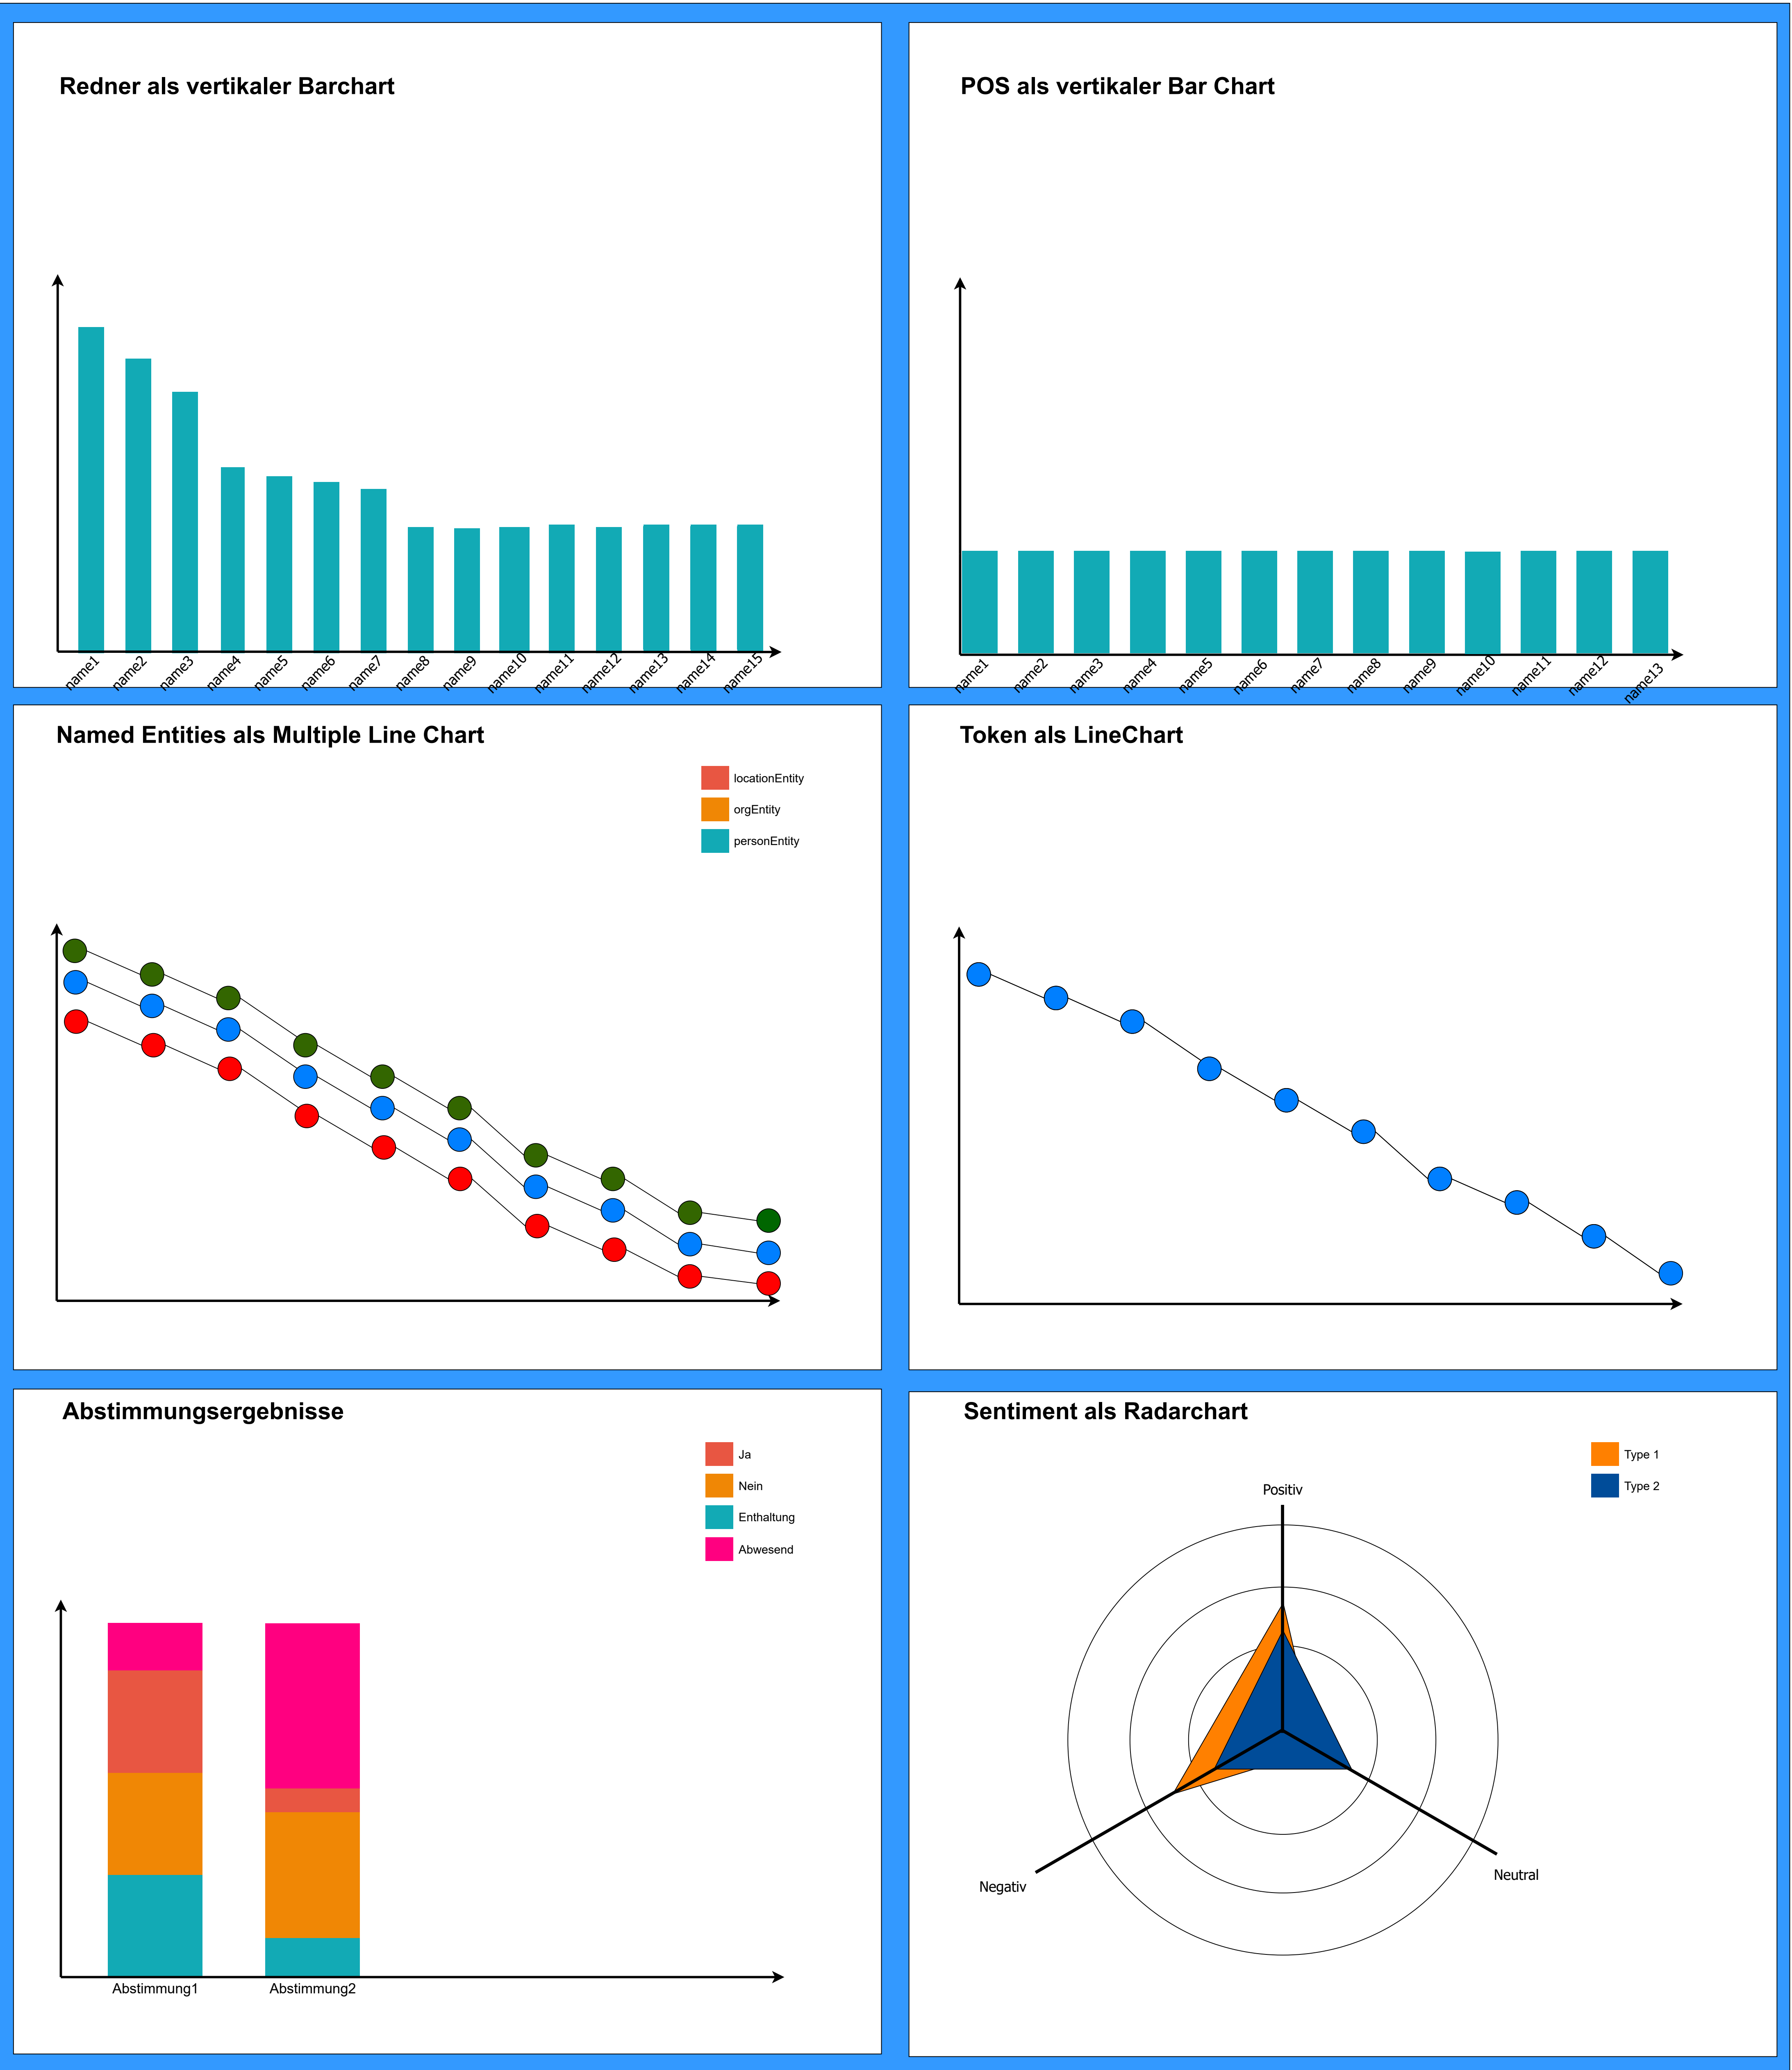 Redner als vertikaler Barchart
name1
name2
name3
name4
name5
name6
name7
name8
name9
name10
name11
name12
name13
name14
name15
POS als vertikaler Bar Chart
name1
name2
name3
name4
name5
name6
name7
name8
name9
name10
name11
name12
name13
Named Entities als Multiple Line Chart
locationEntity
orgEntity
personEntity
Token als LineChart
Abstimmungsergebnisse
Ja
Nein
Enthaltung
Abwesend
Abstimmung1
Abstimmung2
Sentiment als Radarchart
Type 1
Type 2
Positiv
Negativ
Neutral